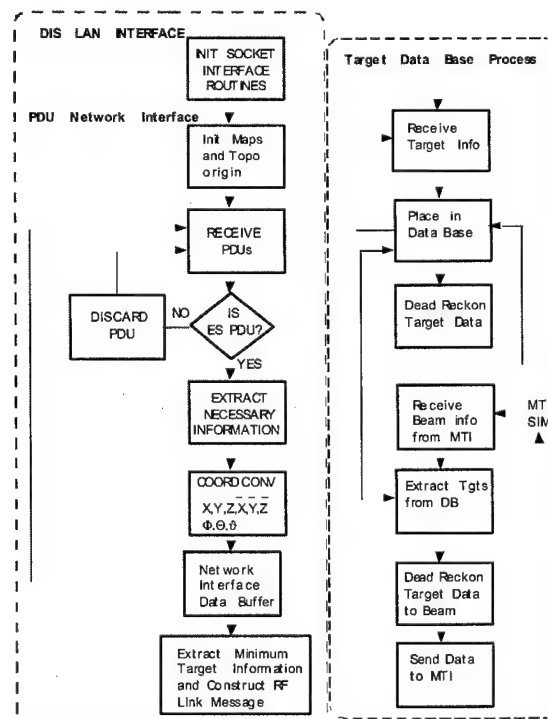 DIS LAN INTERFACE
INIT SOCKET
INTERFACE
ROUTINES
PDU Network Interface
Init Maps
and Topo
origin
RECEIVE
PDUs
DISCARD
PDU
NO
IS
ES PDU?
YES
EXTRACT
NECESSARY
INFORMATION
COORD CONV
X,Y,Z,X̅,Y̅,Z̅
Φ,Θ,ϑ
Network
Interface
Data Buffer
Extract Minimum
Target Information
and Construct RF
Link Message
Target Data Base Process
Receive
Target Info
Place in
Data Base
Dead Reckon
Target Data
Receive
Beam info
from MTI
MT
SIM
Extract Tgts
from DB
Dead Reckon
Target Data
to Beam
Send Data
to MTI